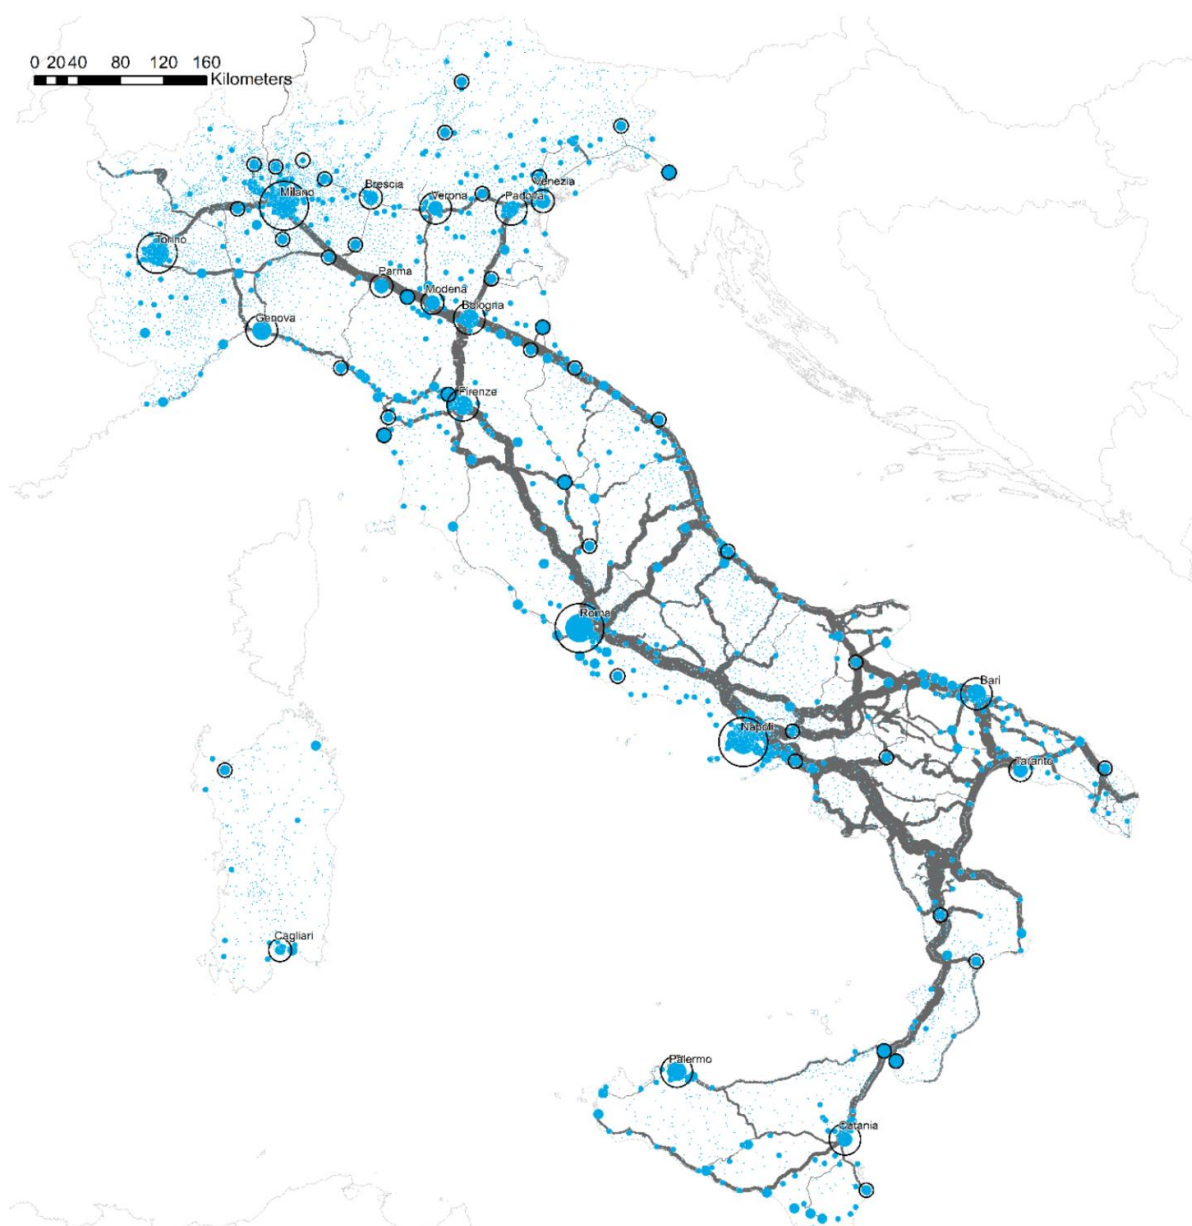 0 20 40 80 120 160
Kilometers
Milano
Brescia
Verona
Padova
Venezia
Torino
Parma
Modena
Bologna
Genova
Firenze
Roma
Napoli
Bari
Taranto
Cagliari
Palermo
Catania